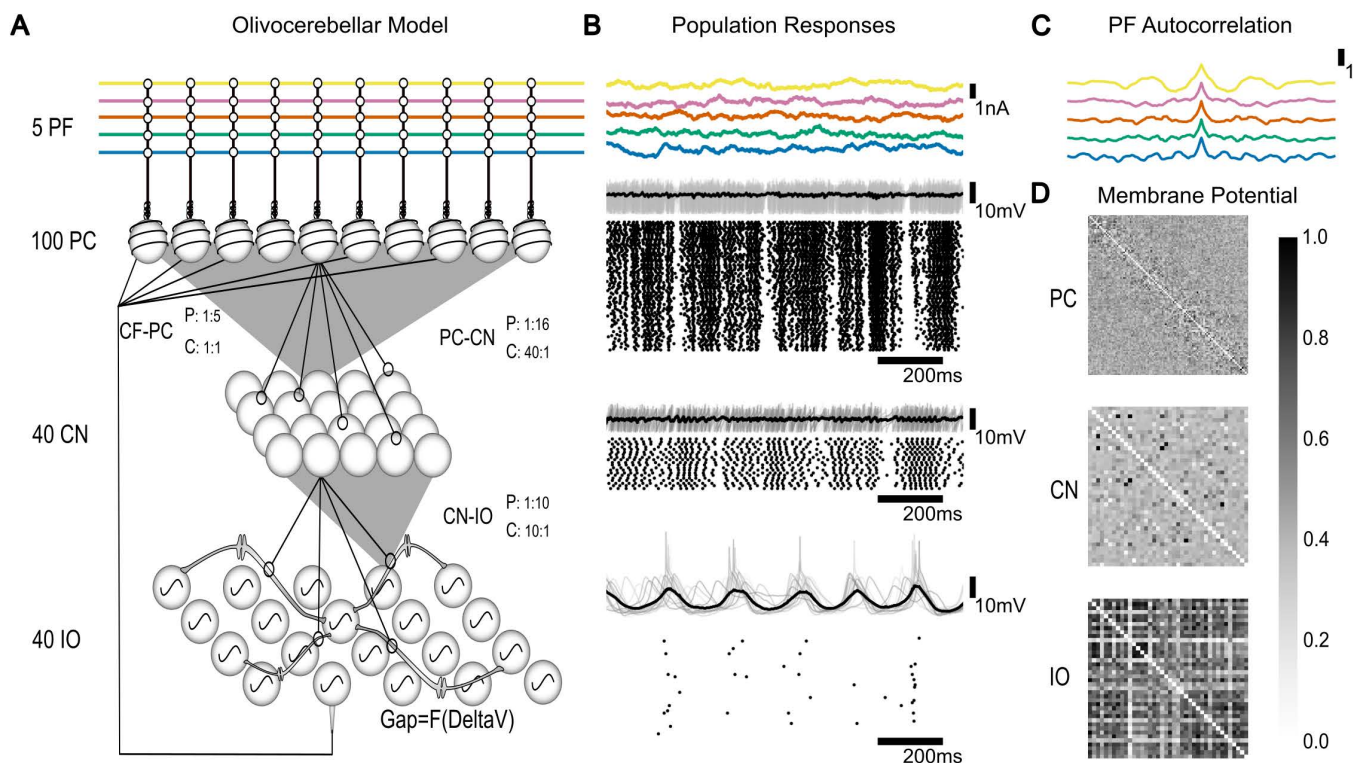 A
Olivocerebellar Model
5 PF
100 PC
CF-PC
P: 1:5
C: 1:1
PC-CN
P: 1:16
C: 40:1
40 CN
CN-IO
P: 1:10
C: 10:1
40 IO
Gap=F(DeltaV)
B
Population Responses
1nA
10mV
200ms
10mV
200ms
10mV
200ms
C
PF Autocorrelation
1
D
Membrane Potential
PC
CN
IO
1.0
0.8
0.6
0.4
0.2
0.0